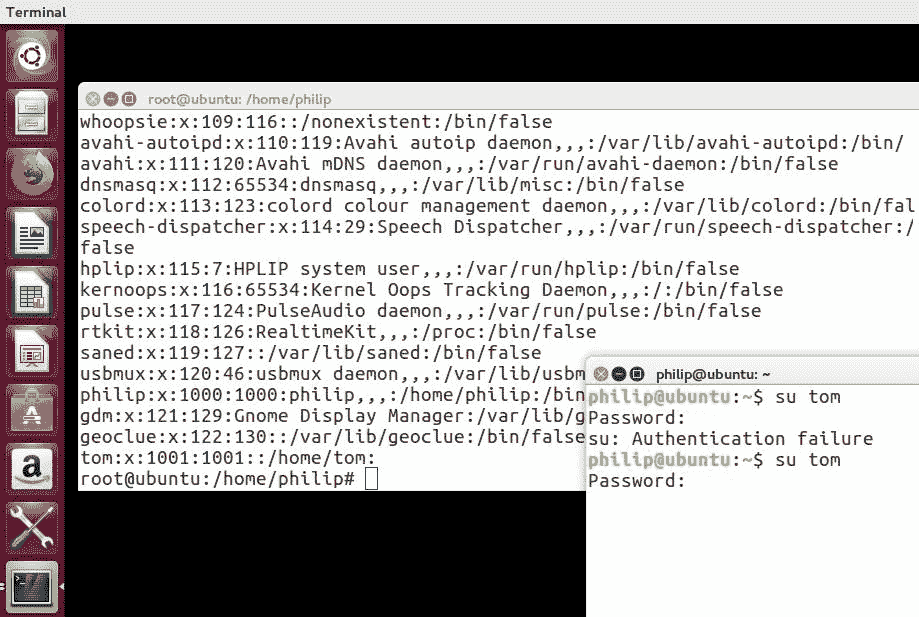 Terminal
root@ubuntu: /home/philip
whoopsie:x:109:116::/nonexistent:/bin/false
avahi-autoipd:x:110:119:Avahi autoip daemon,,,:/var/lib/avahi-autoipd:/bin/
avahi:x:111:120:Avahi mDNS daemon,,,:/var/run/avahi-daemon:/bin/false
dnsmasq:x:112:65534:dnsmasq,,,:/var/lib/misc:/bin/false
colord:x:113:123:colord colour management daemon,,,:/var/lib/colord:/bin/fal
speech-dispatcher:x:114:29:Speech Dispatcher,,,:/var/run/speech-dispatcher:/
false
hplip:x:115:7:HPLIP system user,,,:/var/run/hplip:/bin/false
kernoops:x:116:65534:Kernel Oops Tracking Daemon,,,:/:/bin/false
pulse:x:117:124:PulseAudio daemon,,,:/var/run/pulse:/bin/false
rtkit:x:118:126:RealtimeKit,,,:/proc:/bin/false
saned:x:119:127::/var/lib/saned:/bin/false
usbmux:x:120:46:usbmux daemon,,,:/var/lib/usbm
philip:x:1000:1000:philip,,,:/home/philip:/bin
gdm:x:121:129:Gnome Display Manager:/var/lib/g
geoclue:x:122:130::/var/lib/geoclue:/bin/false
tom:x:1001:1001::/home/tom:
root@ubuntu:/home/philip#
philip@ubuntu: ~
philip@ubuntu:~$ su tom
Password:
su: Authentication failure
philip@ubuntu:~$ su tom
Password: